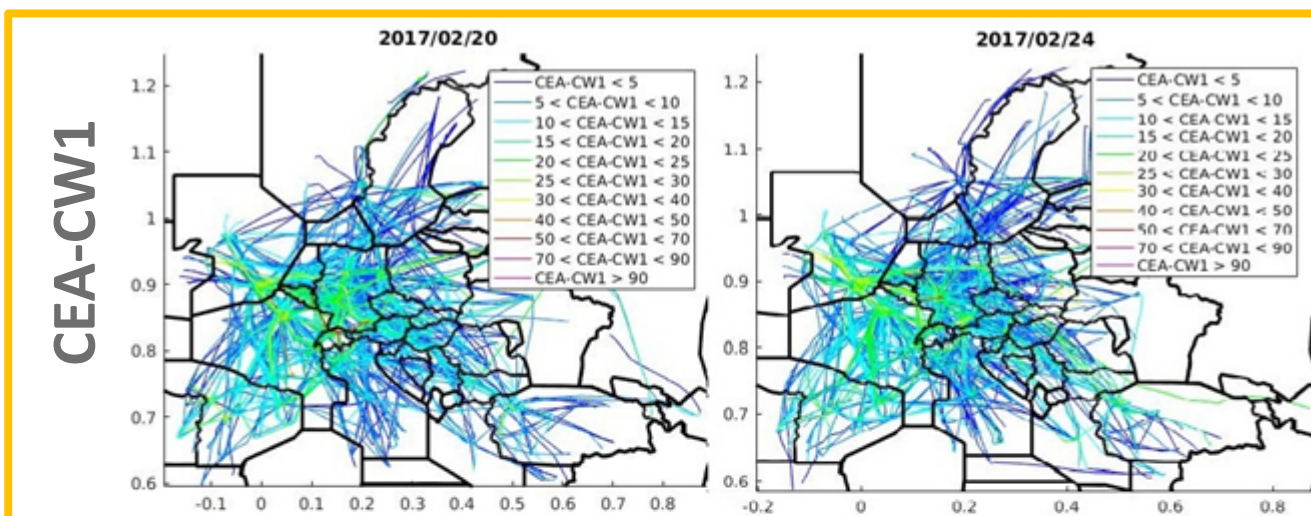 CEA-CW1
2017/02/20
1.2
1.1
1
0.9
0.8
0.7
0.6
-0.1
0
0.1
0.2
0.3
0.4
0.5
0.6
0.7
0.8
CEA-CW1 < 5
5 < CEA-CW1 < 10
10 < CEA-CW1 < 15
15 < CEA-CW1 < 20
20 < CEA-CW1 < 25
25 < CEA-CW1 < 30
30 < CEA-CW1 < 40
40 < CEA-CW1 < 50
50 < CEA-CW1 < 70
70 < CEA-CW1 < 90
CEA-CW1 > 90
2017/02/24
1.2
1.1
1
0.9
0.8
0.7
0.6
-0.2
0
0.2
0.4
0.6
0.8
CEA-CW1 < 5
5 < CEA-CW1 < 10
10 < CEA-CW1 < 15
15 < CEA-CW1 < 20
20 < CEA-CW1 < 25
25 < CEA-CW1 < 30
30 < CEA-CW1 < 40
40 < CEA-CW1 < 50
50 < CEA-CW1 < 70
70 < CEA-CW1 < 90
CEA-CW1 > 90